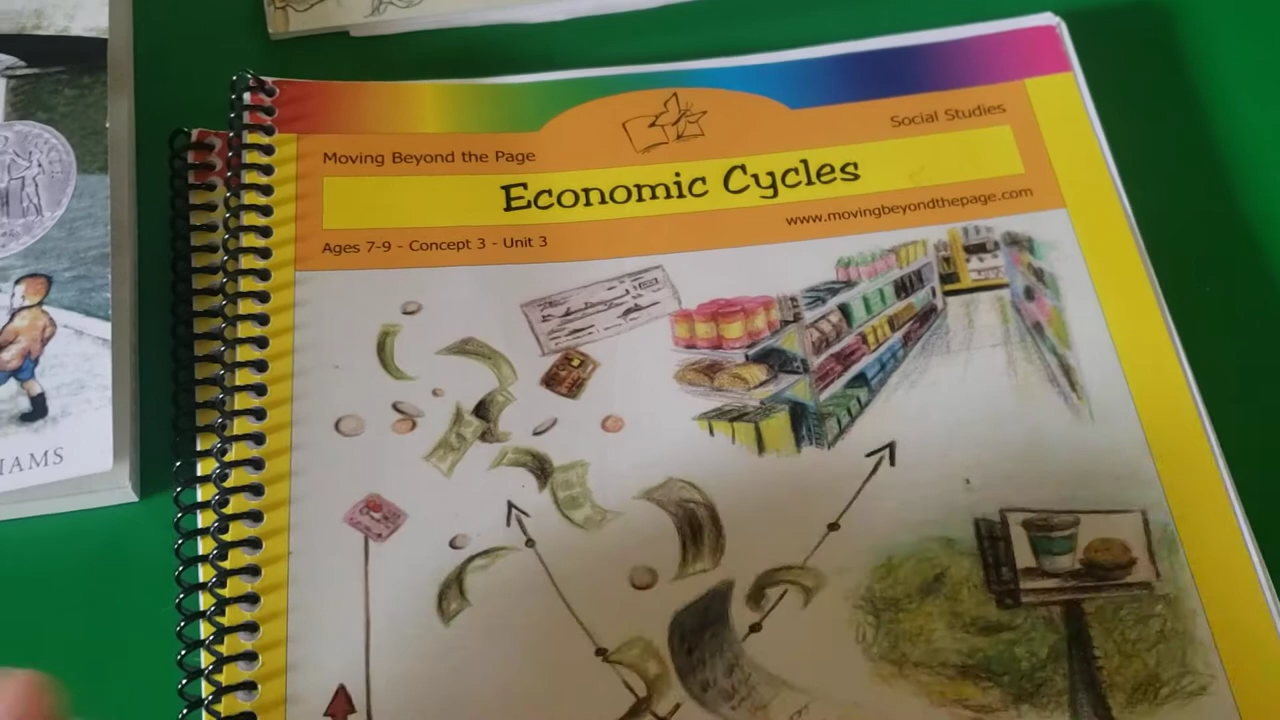 Moving Beyond the Page
Social Studies
Economic Cycles
www.movingbeyondthepage.com
Ages 7-9 - Concept 3 - Unit 3
IAMS